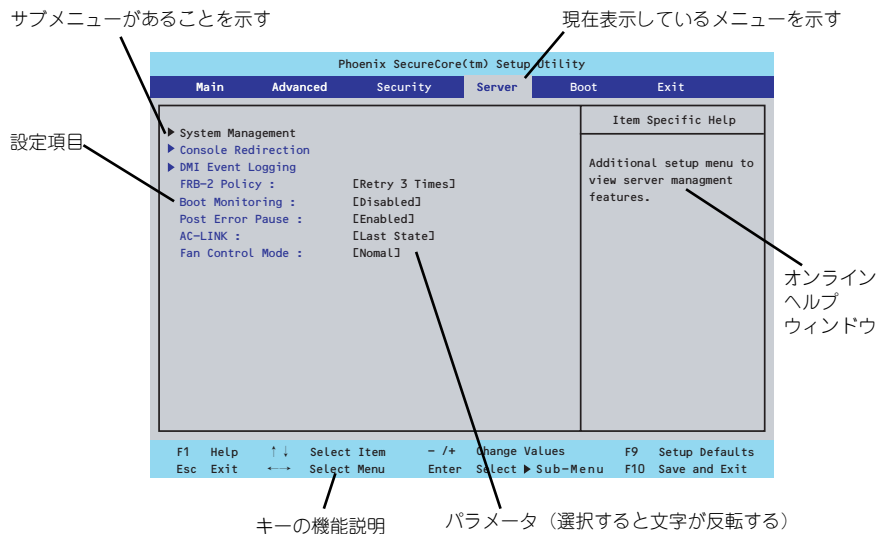 サブメニューがあることを示す
現在表示しているメニューを示す
Phoenix SecureCore(tm) Setup Utility
Main Advanced Security Server Boot Exit
設定項目
System Management
Console Redirection
DMI Event Logging
FRB-2 Policy : [Retry 3 Times]
Boot Monitoring : [Disabled]
Post Error Pause : [Enabled]
AC-LINK : [Last State]
Fan Control Mode : [Nomal]
Item Specific Help
Additional setup menu to
view server managment
features.
オンライン
ヘルプ
ウィンドウ
F1 Help ↑↓ Select Item - /+ Change Values F9 Setup Defaults
Esc Exit ←→ Select Menu Enter Select ▶ Sub-Menu F10 Save and Exit
キーの機能説明
パラメータ（選択すると文字が反転する）